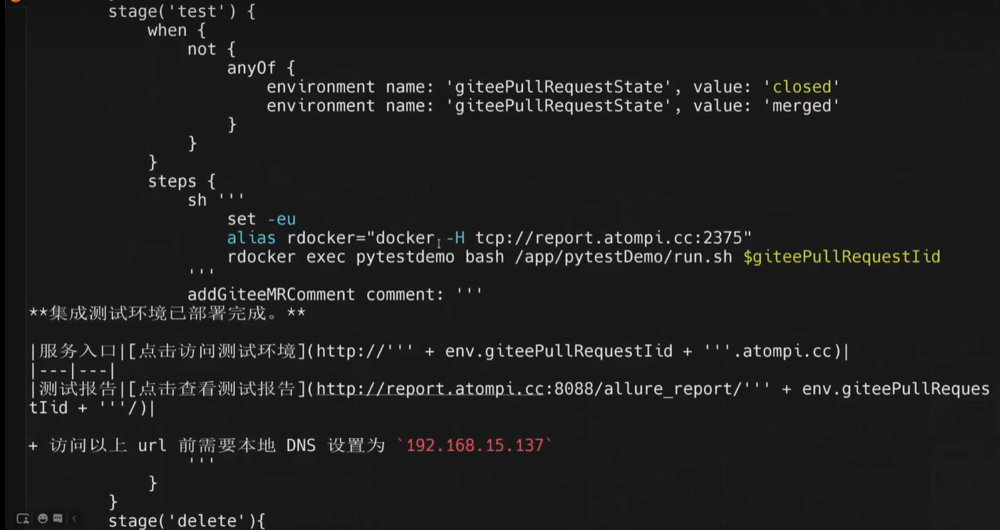 stage('test') {
when {
not {
anyOf {
environment name: 'giteePullRequestState', value: 'closed'
environment name: 'giteePullRequestState', value: 'merged'
}
}
}
steps {
sh '''
set -eu
alias rdocker="docker -H tcp://report.atompi.cc:2375"
rdocker exec pytestdemo bash /app/pytestDemo/run.sh $giteePullRequestIid
'''
addGiteeMRComment comment: '''
**集成测试环境已部署完成。**
|服务入口|[点击访问测试环境](http://''' + env.giteePullRequestIid + '''.atompi.cc)|
|---|---|
|测试报告|[点击查看测试报告](http://report.atompi.cc:8088/allure_report/''' + env.giteePullReques
tIid + '''/)|
+ 访问以上 url 前需要本地 DNS 设置为 `192.168.15.137`
'''
}
}
stage('delete'){